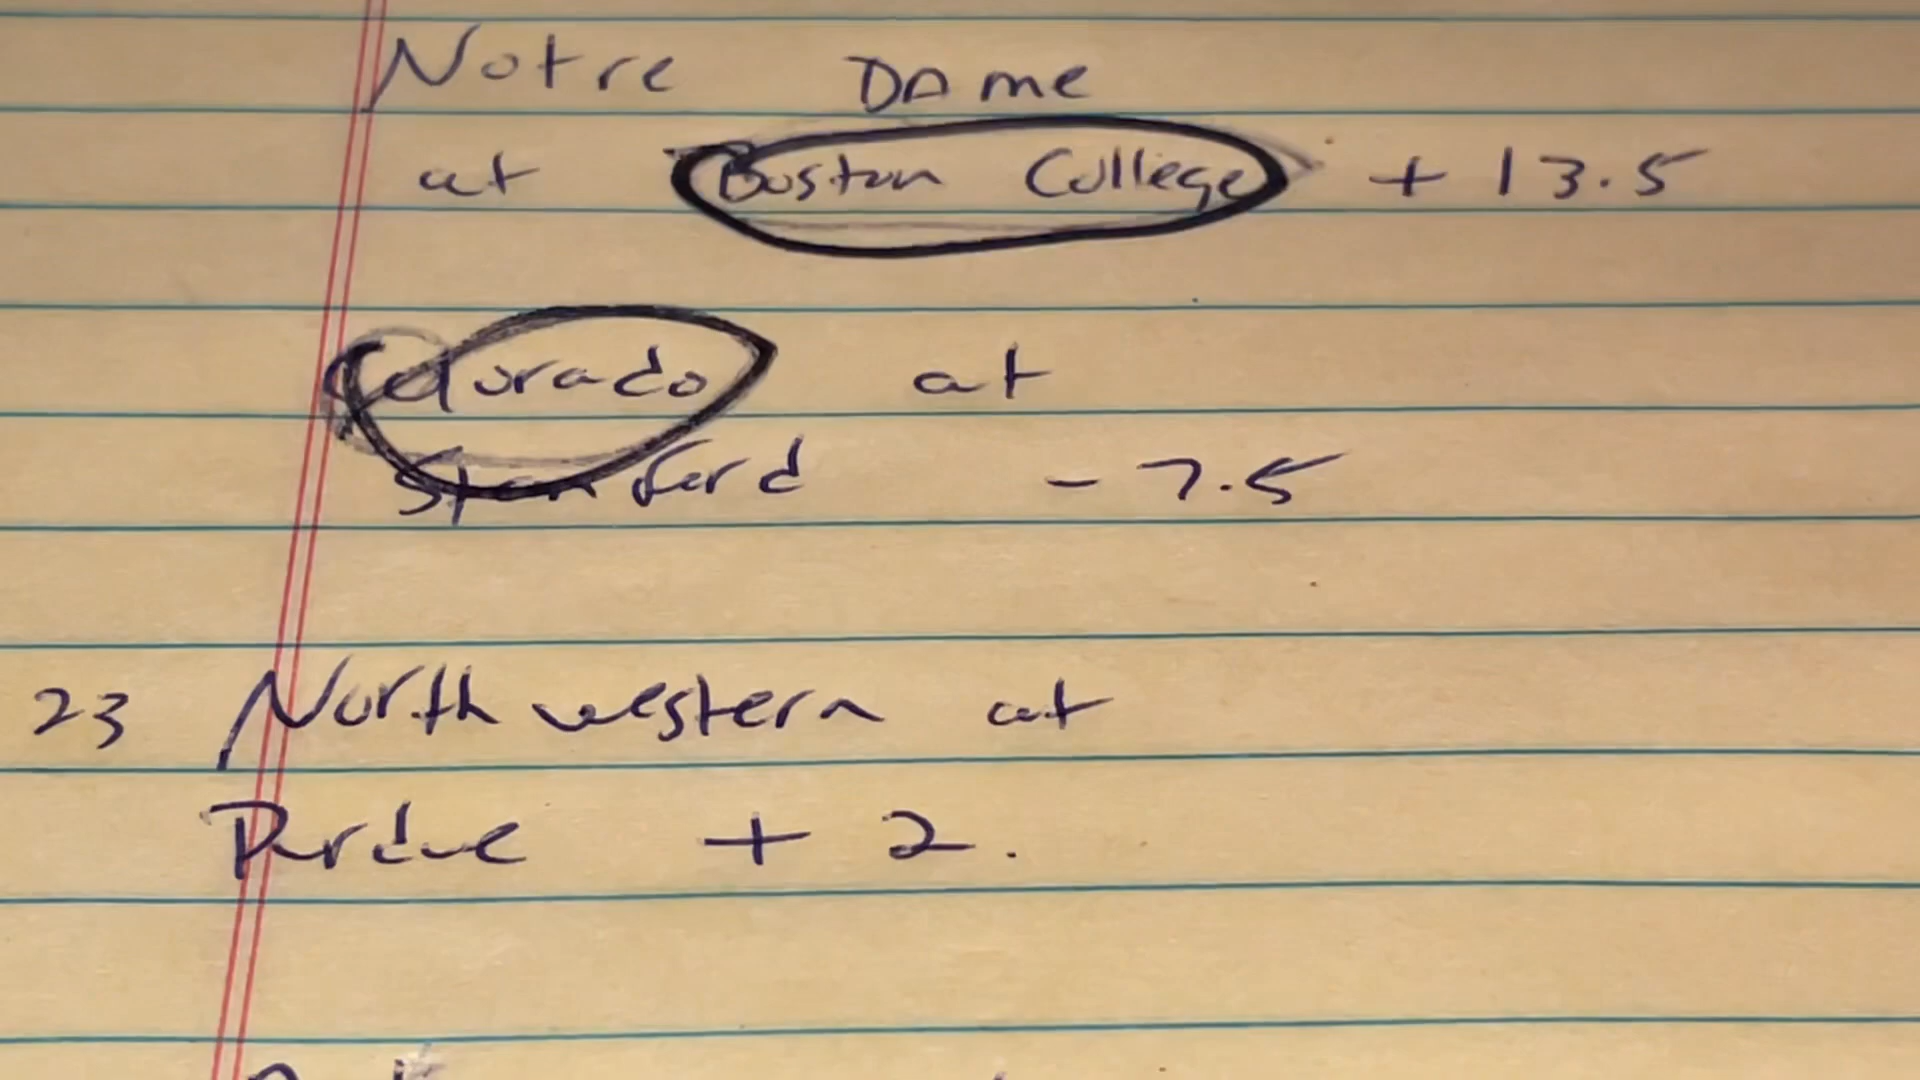 Notre Dame
at Boston College + 13.5
Colorado at
Stanford - 7.5
23 Northwestern at
Purdue + 2.